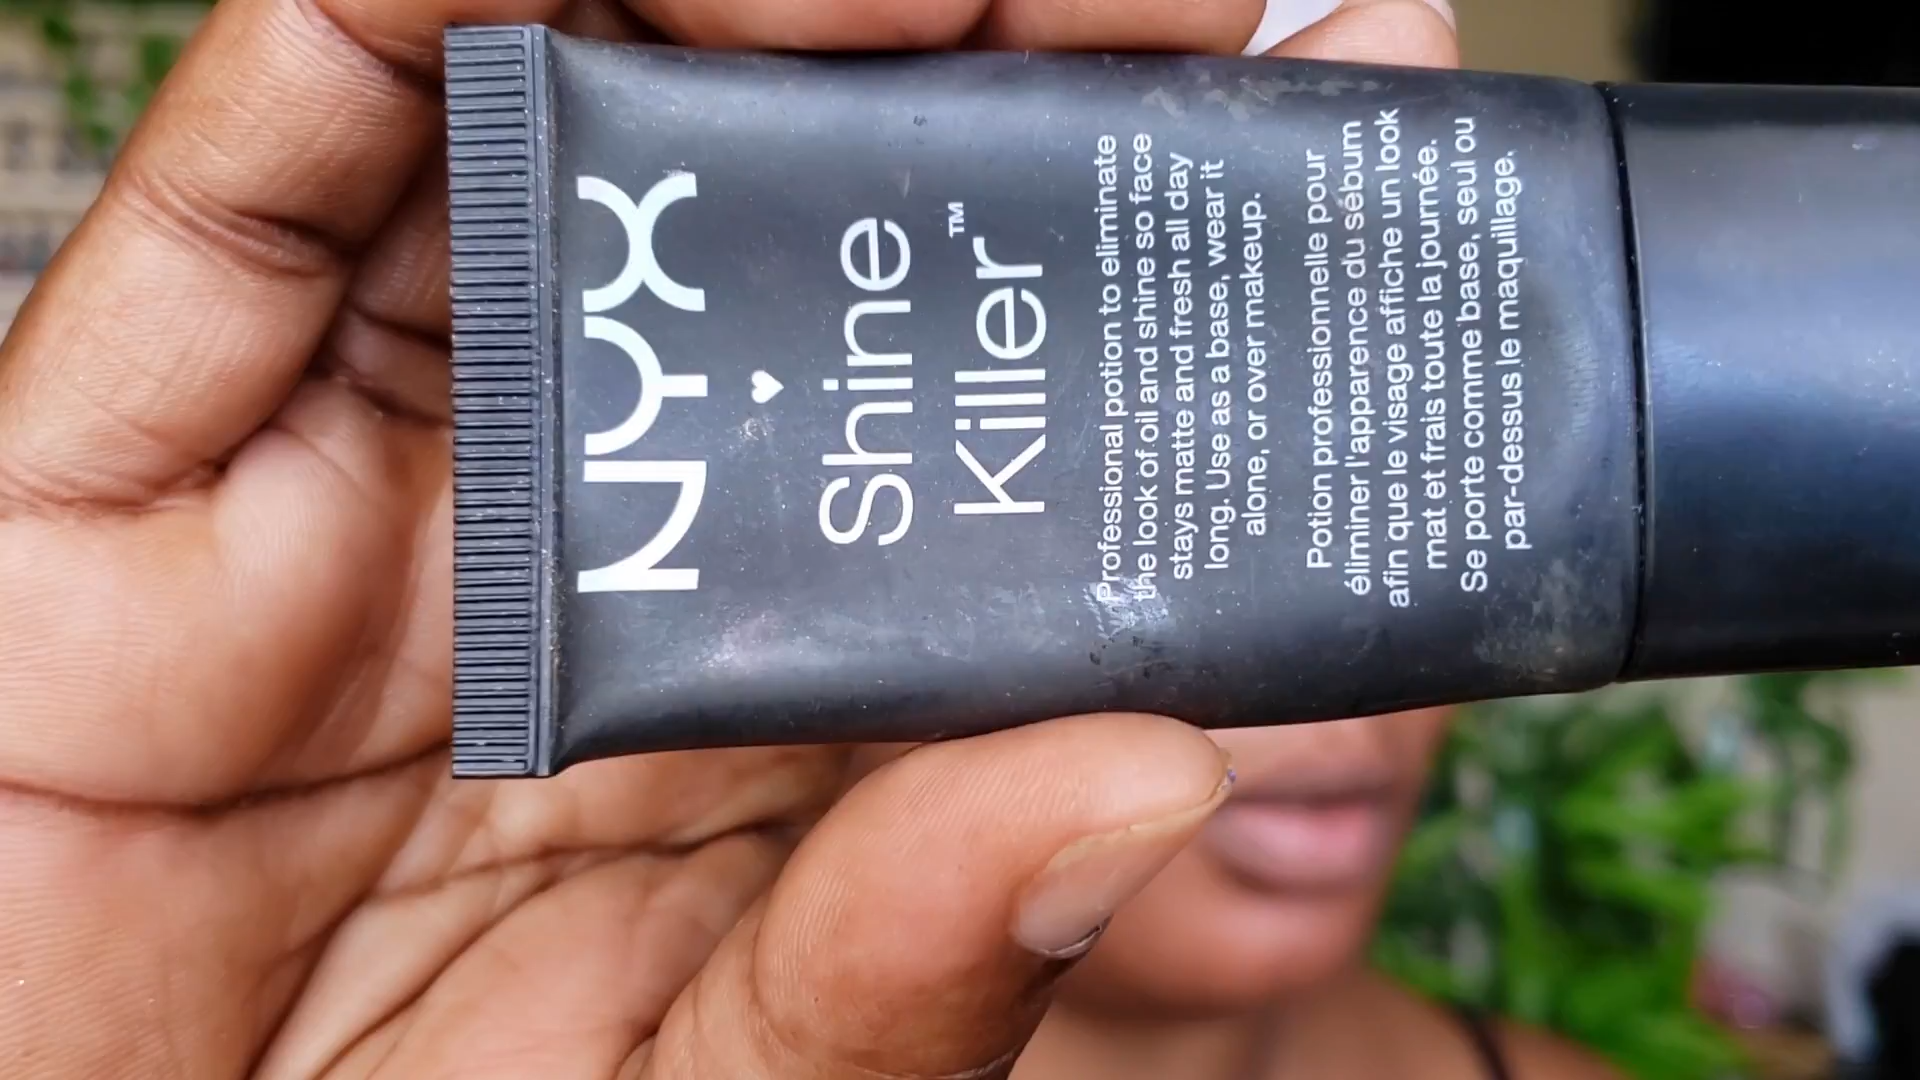 NYX
♥
Shine
Killer™
Professional potion to eliminate
the look of oil and shine so face
stays matte and fresh all day
long. Use as a base, wear it
alone, or over makeup.
Potion professionnelle pour
éliminer l'apparence du sébum
afin que le visage affiche un look
mat et frais toute la journée.
Se porte comme base, seul ou
par-dessus le maquillage.